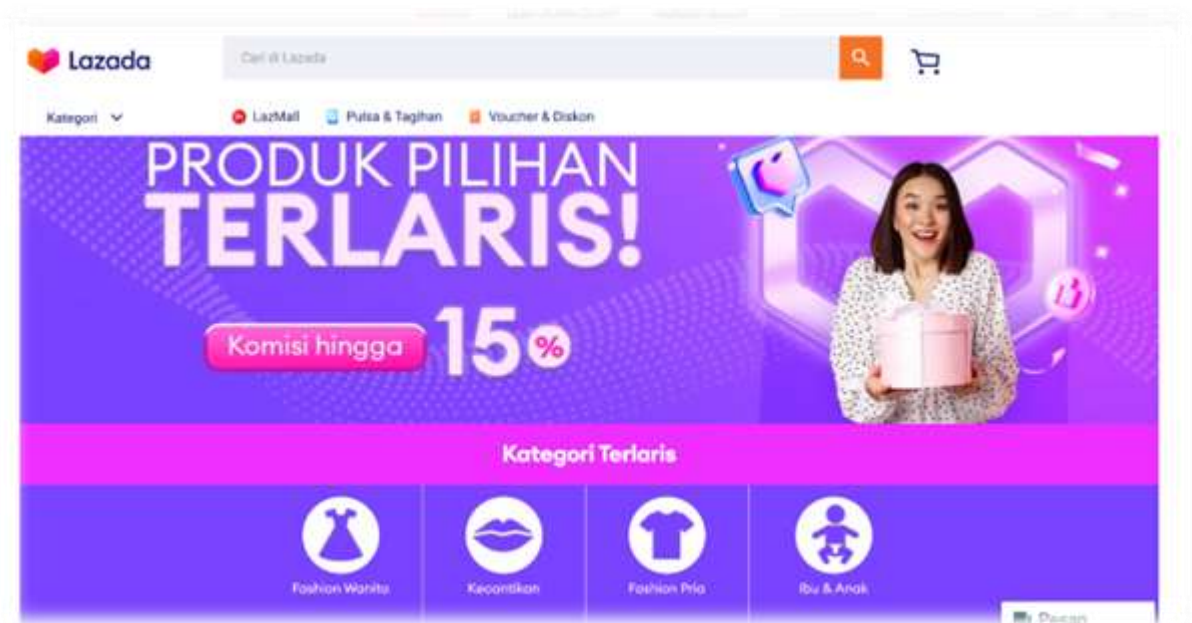 Lazada
Cari di Lazada
Kategori
LazMall Pulsa & Tagihan Voucher & Diskon
PRODUK PILIHAN
TERLARIS!
Komisi hingga 15%
Kategori Terlaris
Fashion Wanita Kecantikan Fashion Pria Ibu & Anak